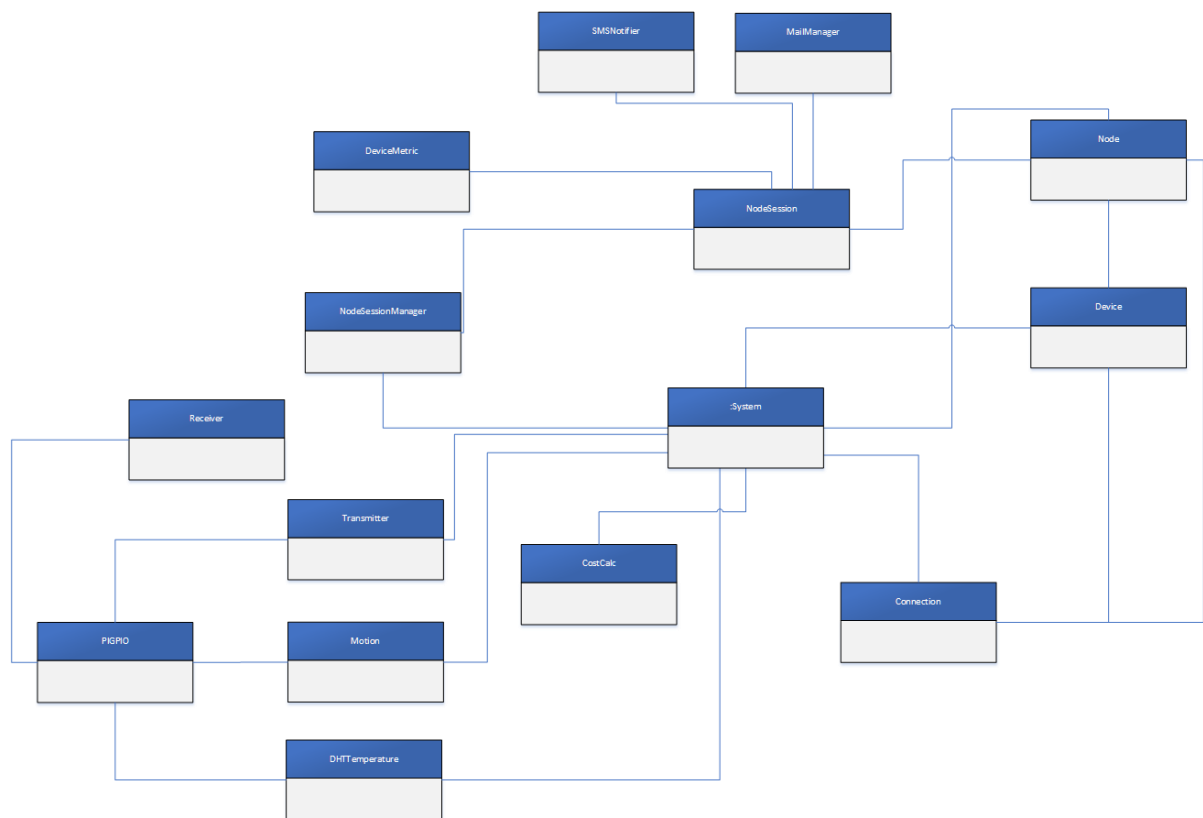 SMSNotifier
MailManager
DeviceMetric
Node
NodeSession
NodeSessionManager
Device
:System
Receiver
Transmitter
CostCalc
Connection
PIGPIO
Motion
DHTTemperature